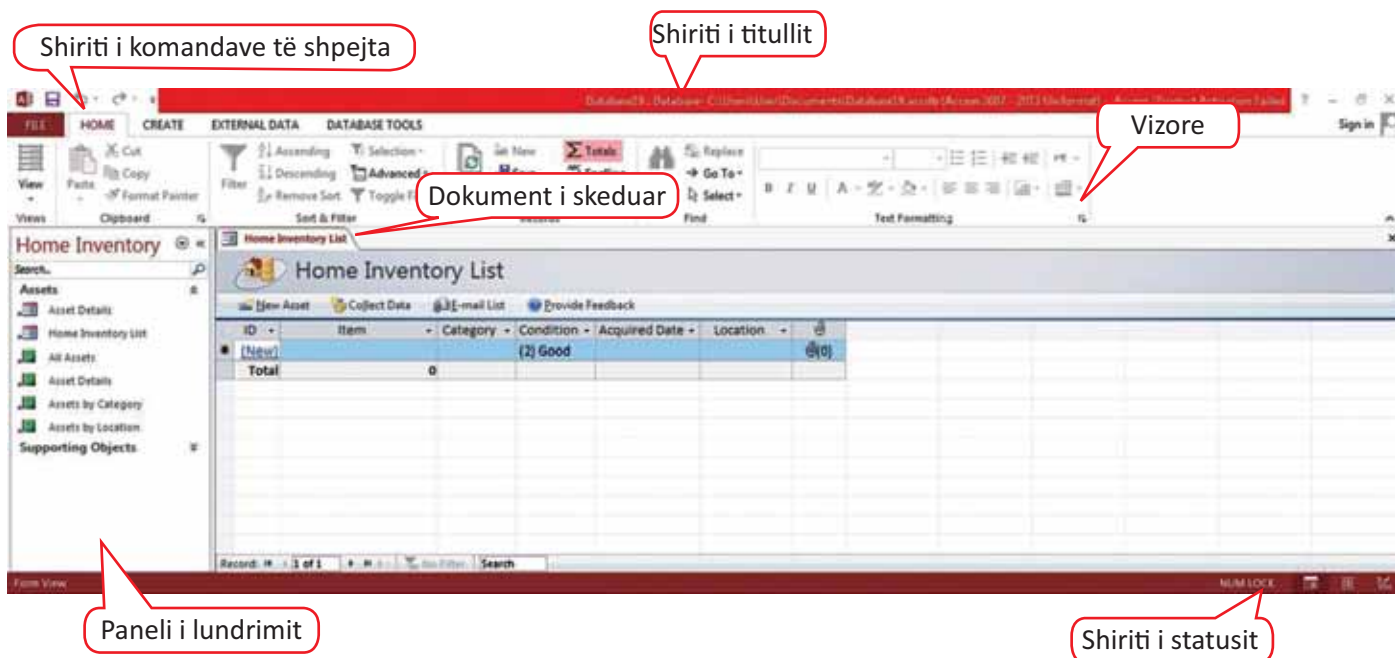 Shiriti i komandave të shpejta
Shiriti i titullit
FILE HOME CREATE EXTERNAL DATA DATABASE TOOLS
Sign in
Vizore
View
Paste
Cut
Copy
Format Painter
Filter
Ascending
Descending
Remove Sort
Selection
Advanced
New
Totals
Replace
Go To
Select
B I U
Views
Clipboard
Sort & Filter
Find
Text Formatting
Dokument i skeduar
Home Inventory
Search...
Assets
Asset Details
Home Inventory List
All Assets
Asset Details
Assets by Category
Assets by Location
Supporting Objects
Home Inventory List
Home Inventory List
New Asset Collect Data E-mail List Provide Feedback
ID Item Category Condition Acquired Date Location
(New) (2) Good (0)
Total 0
Record: 1 of 1 No Filter Search
Form View
NUM LOCK
Paneli i lundrimit
Shiriti i statusit